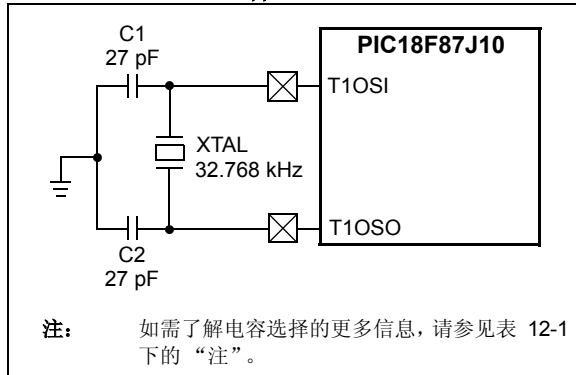 C1
27 pF
PIC18F87J10
T1OSI
XTAL
32.768 kHz
T1OSO
C2
27 pF
注： 如需了解电容选择的更多信息，请参见表 12-1
下的 “注”。